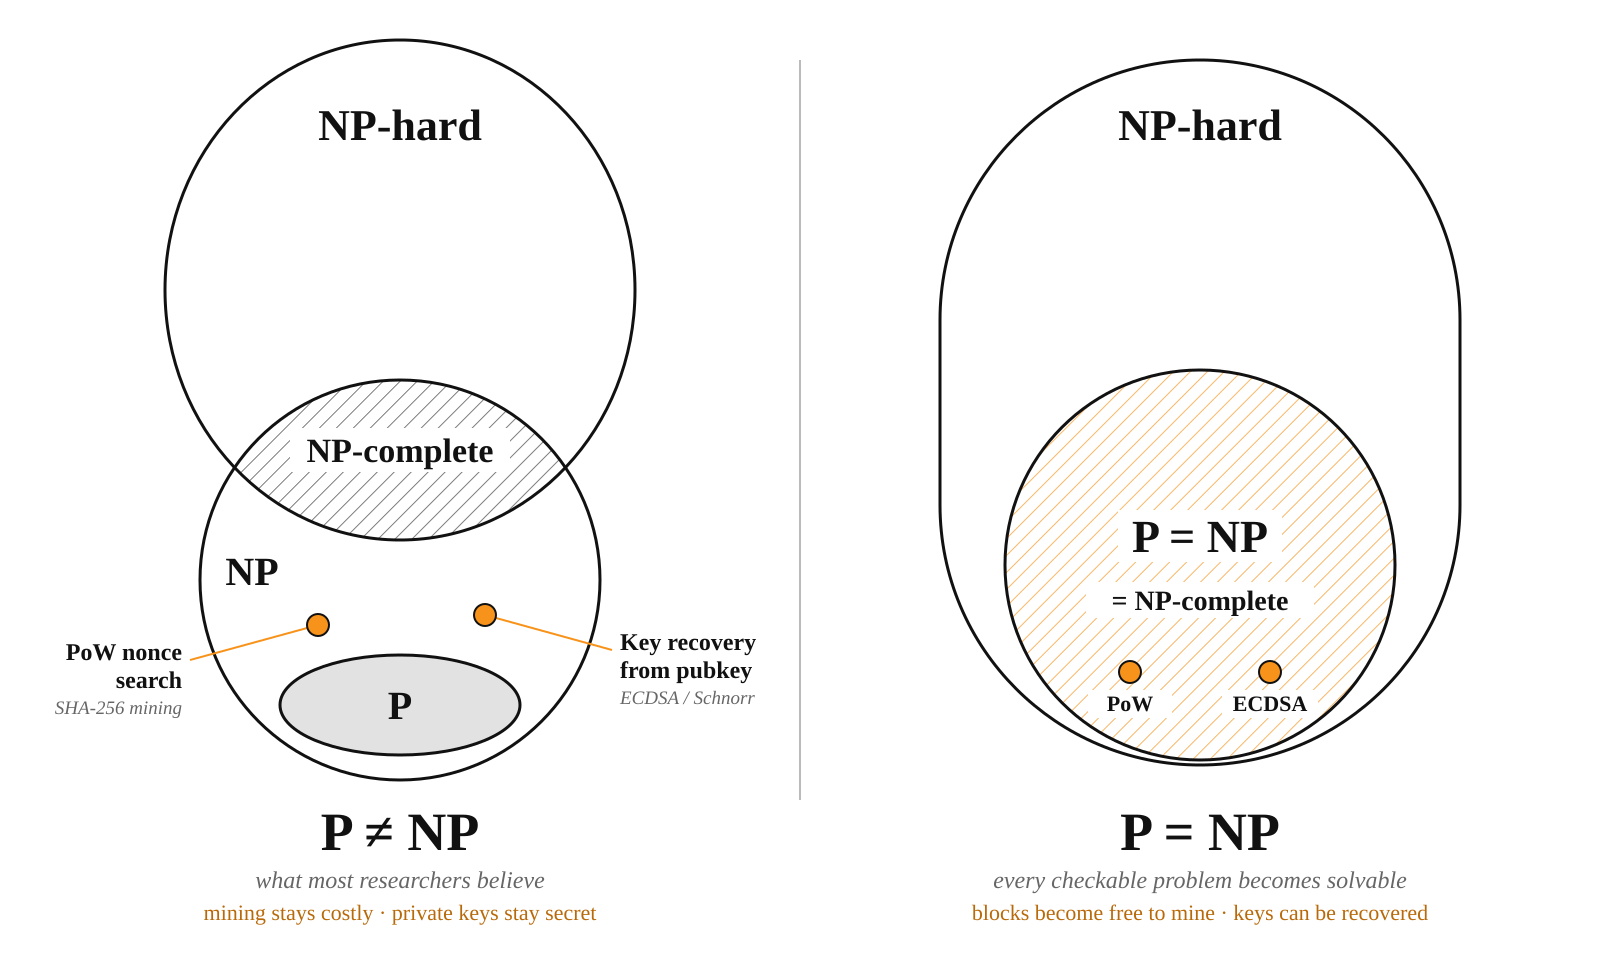 NP-hard
NP-complete
NP
PoW nonce
search
SHA-256 mining
Key recovery
from pubkey
ECDSA / Schnorr
P
P ≠ NP
what most researchers believe
mining stays costly · private keys stay secret
NP-hard
P = NP
= NP-complete
PoW
ECDSA
P = NP
every checkable problem becomes solvable
blocks become free to mine · keys can be recovered